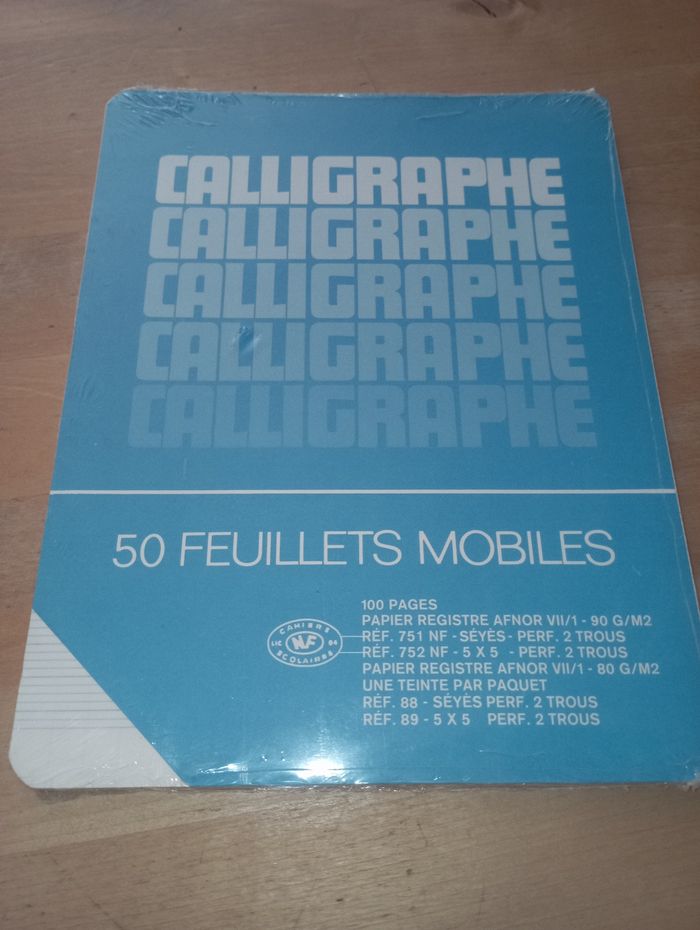 CALLIGRAPHE
CALLIGRAPHE
CALLIGRAPHE
CALLIGRAPHE
CALLIGRAPHE
50 FEUILLETS MOBILES
100 PAGES
PAPIER REGISTRE AFNOR VII/1 - 90 G/M2
RÉF. 751 NF - SÉYÈS - PERF. 2 TROUS
RÉF. 752 NF - 5 X 5 - PERF. 2 TROUS
PAPIER REGISTRE AFNOR VII/1 - 80 G/M2
UNE TEINTE PAR PAQUET
RÉF. 88 - SÉYÈS PERF. 2 TROUS
RÉF. 89 - 5 X 5 PERF. 2 TROUS
CAHIERS
LIC NF 04
SCOLAIRES